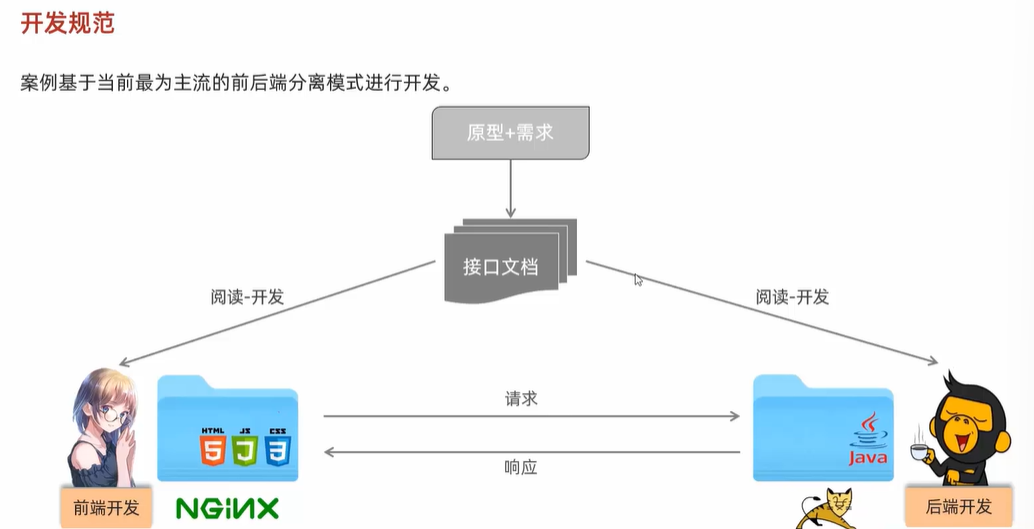 开发规范
案例基于当前最为主流的前后端分离模式进行开发。
原型+需求
接口文档
阅读-开发
阅读-开发
请求
响应
HTML JS CSS
5 3
Java
前端开发
NGINX
后端开发